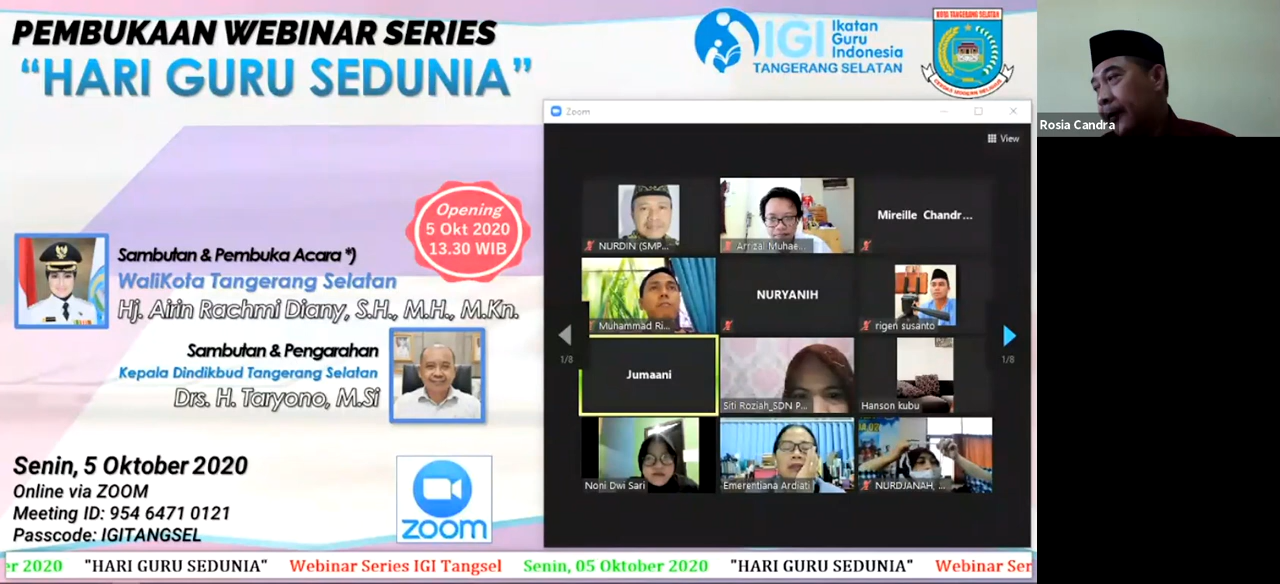 PEMBUKAAN WEBINAR SERIES
“HARI GURU SEDUNIA”
IGI Ikatan
Guru
Indonesia
TANGERANG SELATAN
KOTA TANGERANG SELATAN
Rosia Candra
Opening
5 Okt 2020
13.30 WIB
Sambutan & Pembuka Acara *)
WaliKota Tangerang Selatan
Hj. Airin Rachmi Diany, S.H., M.H., M.Kn.
Sambutan & Pengarahan
Kepala Dindikbud Tangerang Selatan
Drs. H. Taryono, M.Si
Senin, 5 Oktober 2020
Online via ZOOM
Meeting ID: 954 6471 0121
Passcode: IGITANGSEL
zoom
Zoom
View
NURDIN (SMP...
Arrizal Muhae...
Mireille Chandr...
Muhammad Ri...
NURYANIH
rigen susanto
1/8
1/8
Jumaani
Siti Roziah_SDN P...
Hanson kubu
Noni Dwi Sari
Emerentiana Ardiati
NURDJANAH, ...
er 2020 "HARI GURU SEDUNIA" Webinar Series IGI Tangsel Senin, 05 Oktober 2020 "HARI GURU SEDUNIA" Webinar Ser